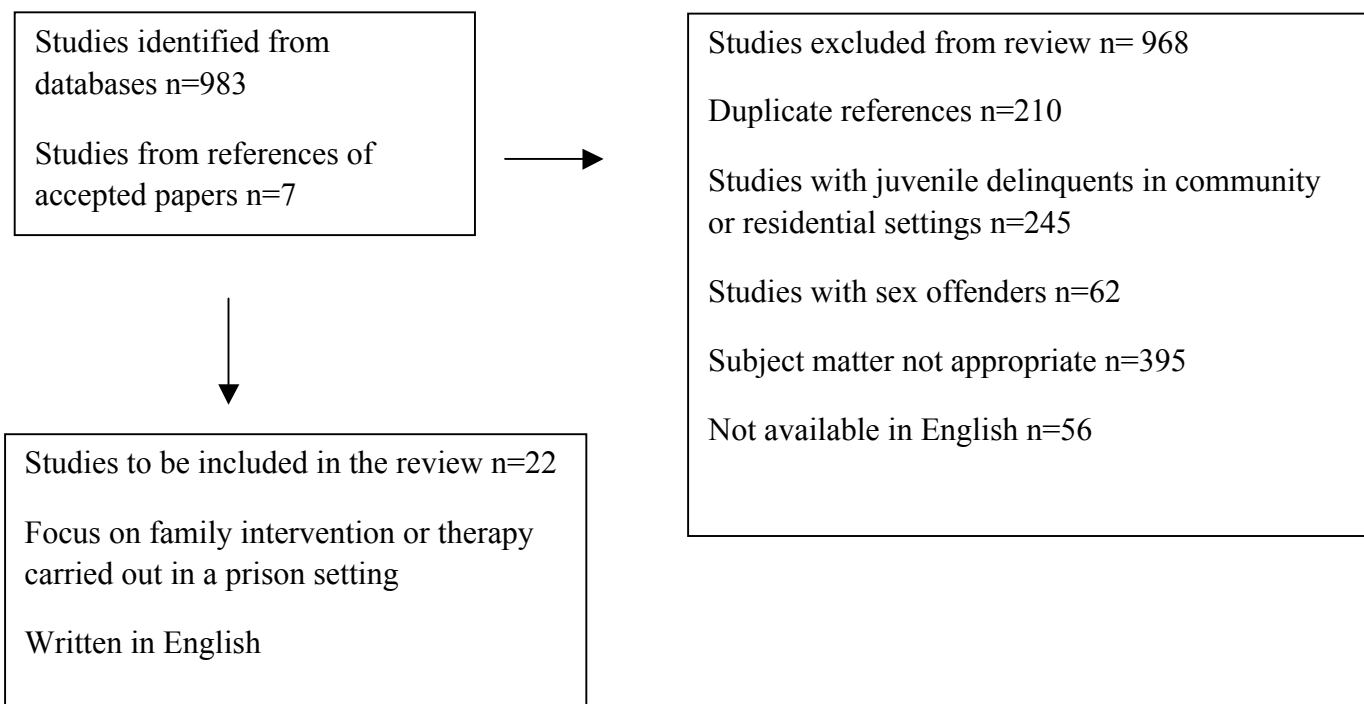 Studies identified from
databases n=983
Studies from references of
accepted papers n=7
Studies excluded from review n= 968
Duplicate references n=210
Studies with juvenile delinquents in community
or residential settings n=245
Studies with sex offenders n=62
Subject matter not appropriate n=395
Not available in English n=56
Studies to be included in the review n=22
Focus on family intervention or therapy
carried out in a prison setting
Written in English